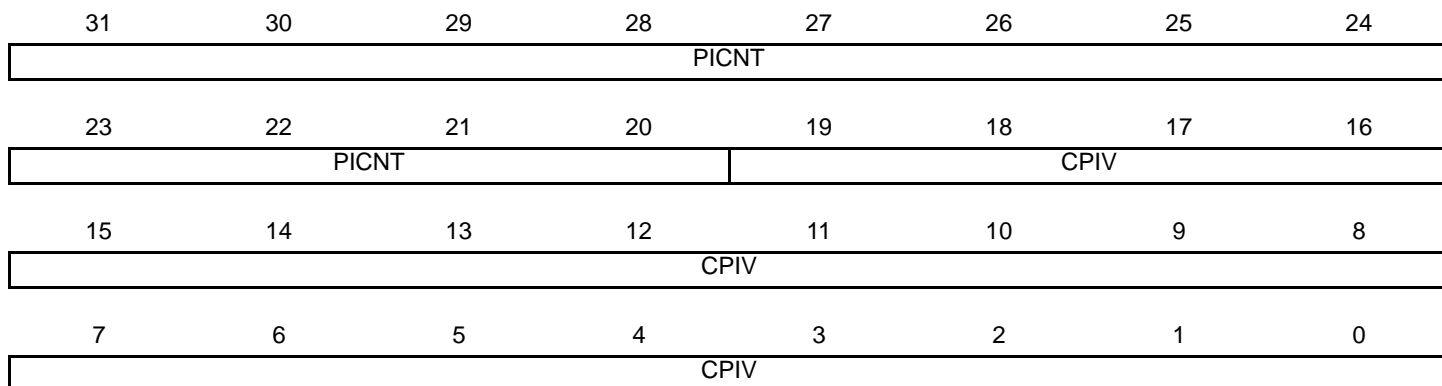 31 30 29 28 27 26 25 24
PICNT
23 22 21 20 19 18 17 16
PICNT CPIV
15 14 13 12 11 10 9 8
CPIV
7 6 5 4 3 2 1 0
CPIV